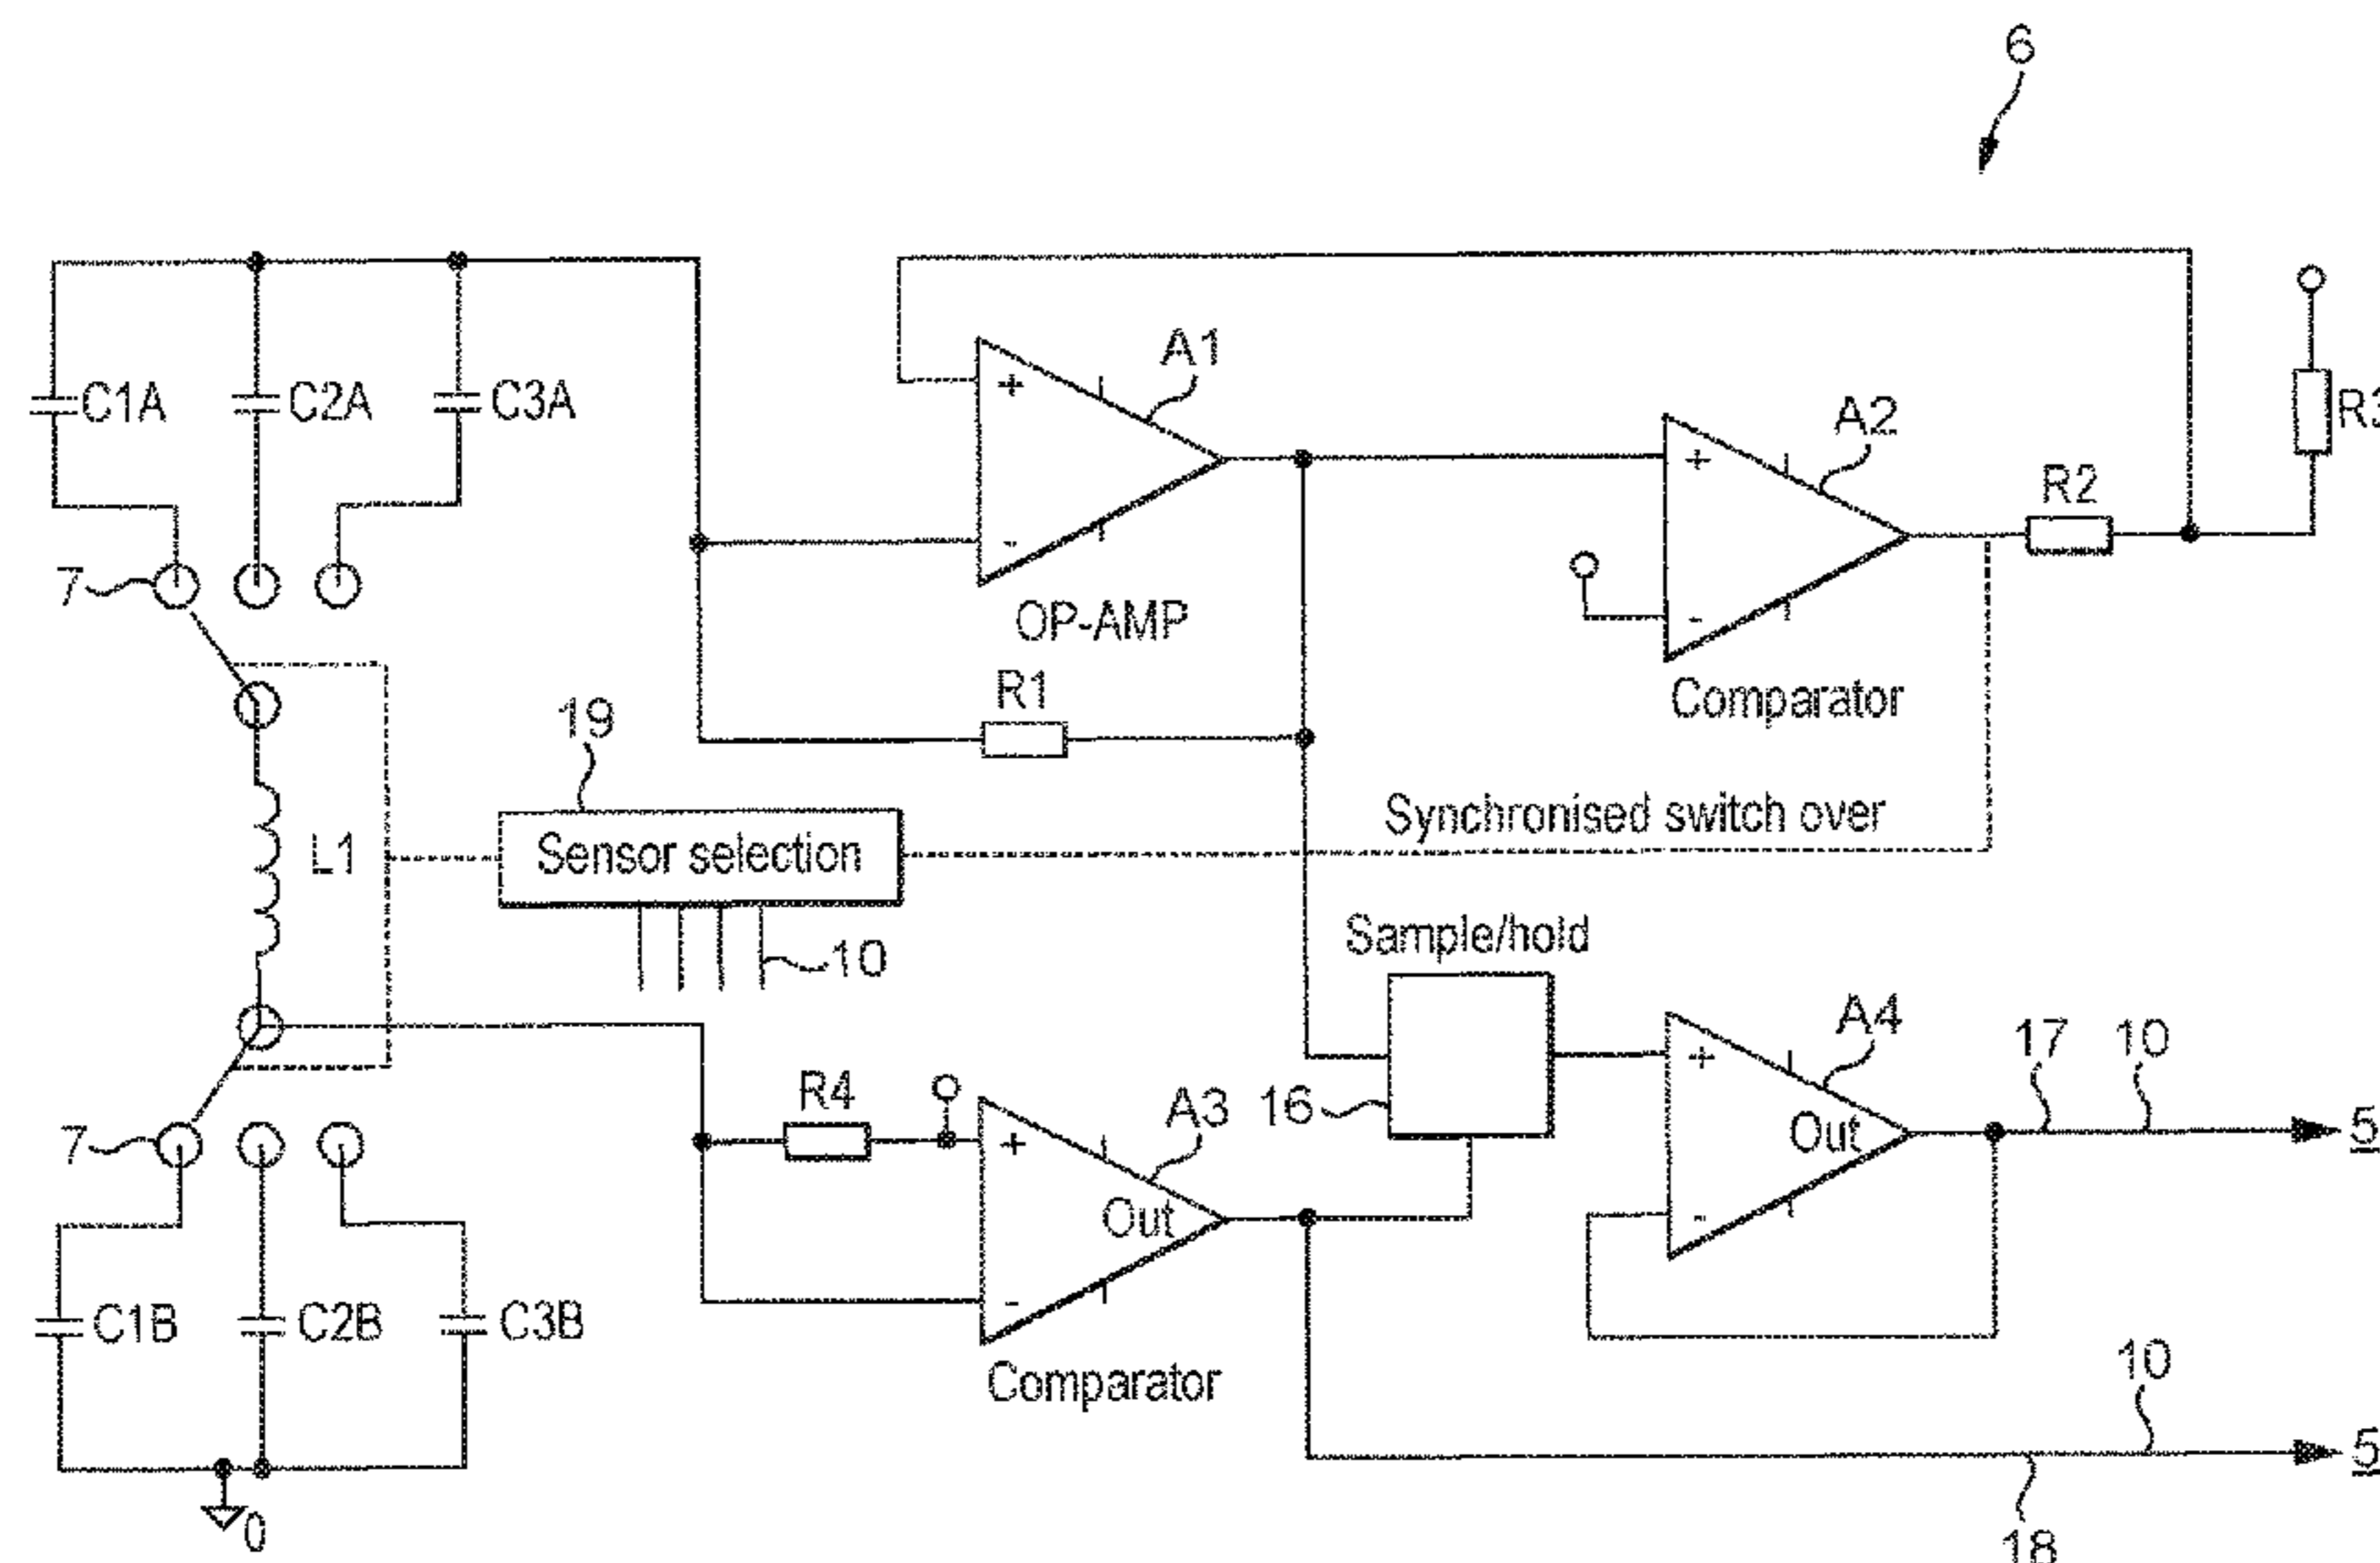 6
C1A
C2A
C3A
A1
A2
R3
+
+
R2
7
-
OP-AMP
-
Comparator
R1
19
L1
Sensor selection
Synchronised switch over
10
Sample/hold
A4
17
10
R4
A3
16
+
7
+
Out
5
Out
-
C1B
C2B
C3B
-
Comparator
10
5
0
18